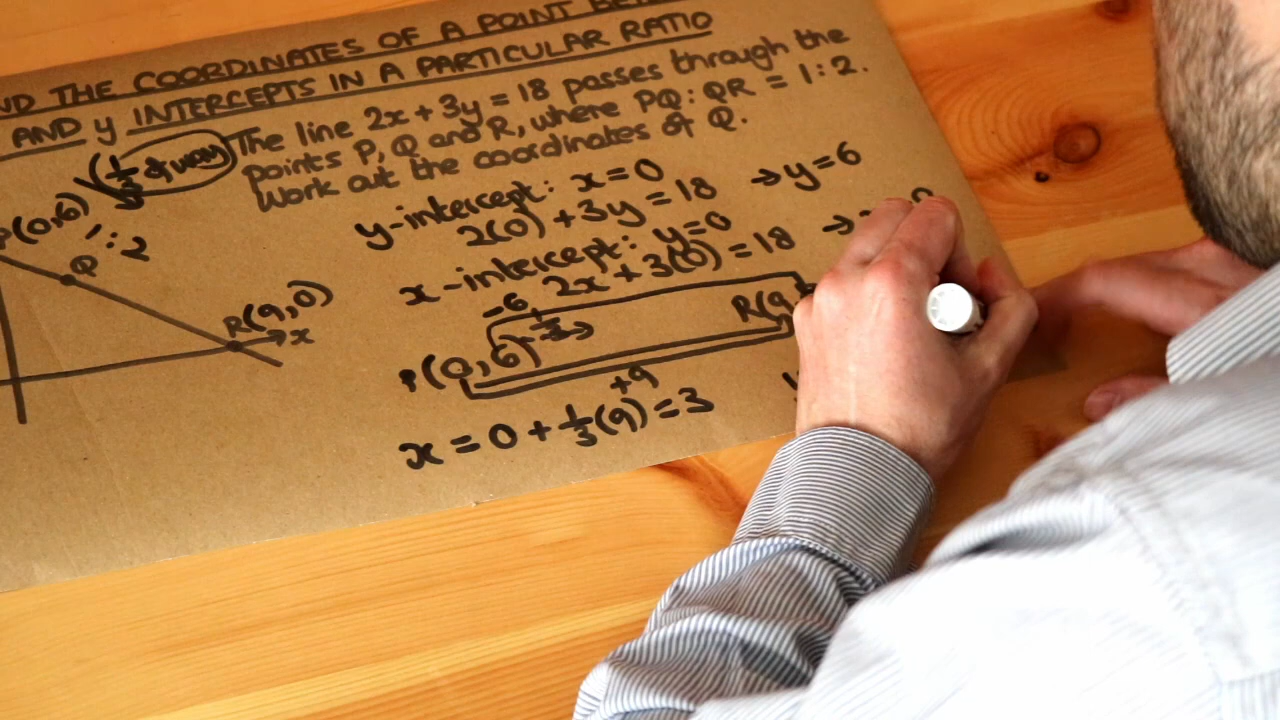 THE COORDINATES OF A POINT
AND y INTERCEPTS IN A PARTICULAR RATIO
The line 2x + 3y = 18 passes through the
points P, Q and R, where PQ : QR = 1 : 2.
Work out the coordinates of Q.
(1/3 of way)
P(0,6)
1 : 2
Q
R(9,0)
x
y-intercept: x = 0
2(0) + 3y = 18 → y = 6
x-intercept: y = 0
2x + 3(0) = 18 →
-6
P(0,6)
R(9,
+9
x = 0 + 1/3(9) = 3